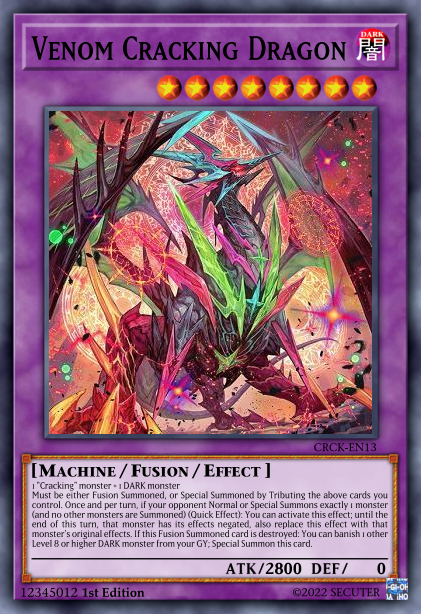 VENOM CRACKING DRAGON
DARK
闇
CRCK-EN13
[MACHINE / FUSION / EFFECT ]
1 "Cracking" monster + 1 DARK monster
Must be either Fusion Summoned, or Special Summoned by Tributing the above cards you
control. Once and per turn, if your opponent Normal or Special Summons exactly 1 monster
(and no other monsters are Summoned) (Quick Effect): You can activate this effect; until the
end of this turn, that monster has its effects negated, also replace this effect with that
monster's original effects. If this Fusion Summoned card is destroyed: You can banish 1 other
Level 8 or higher DARK monster from your GY; Special Summon this card.
ATK/2800 DEF/ 0
12345012 1st Edition
©2022 SECUTER